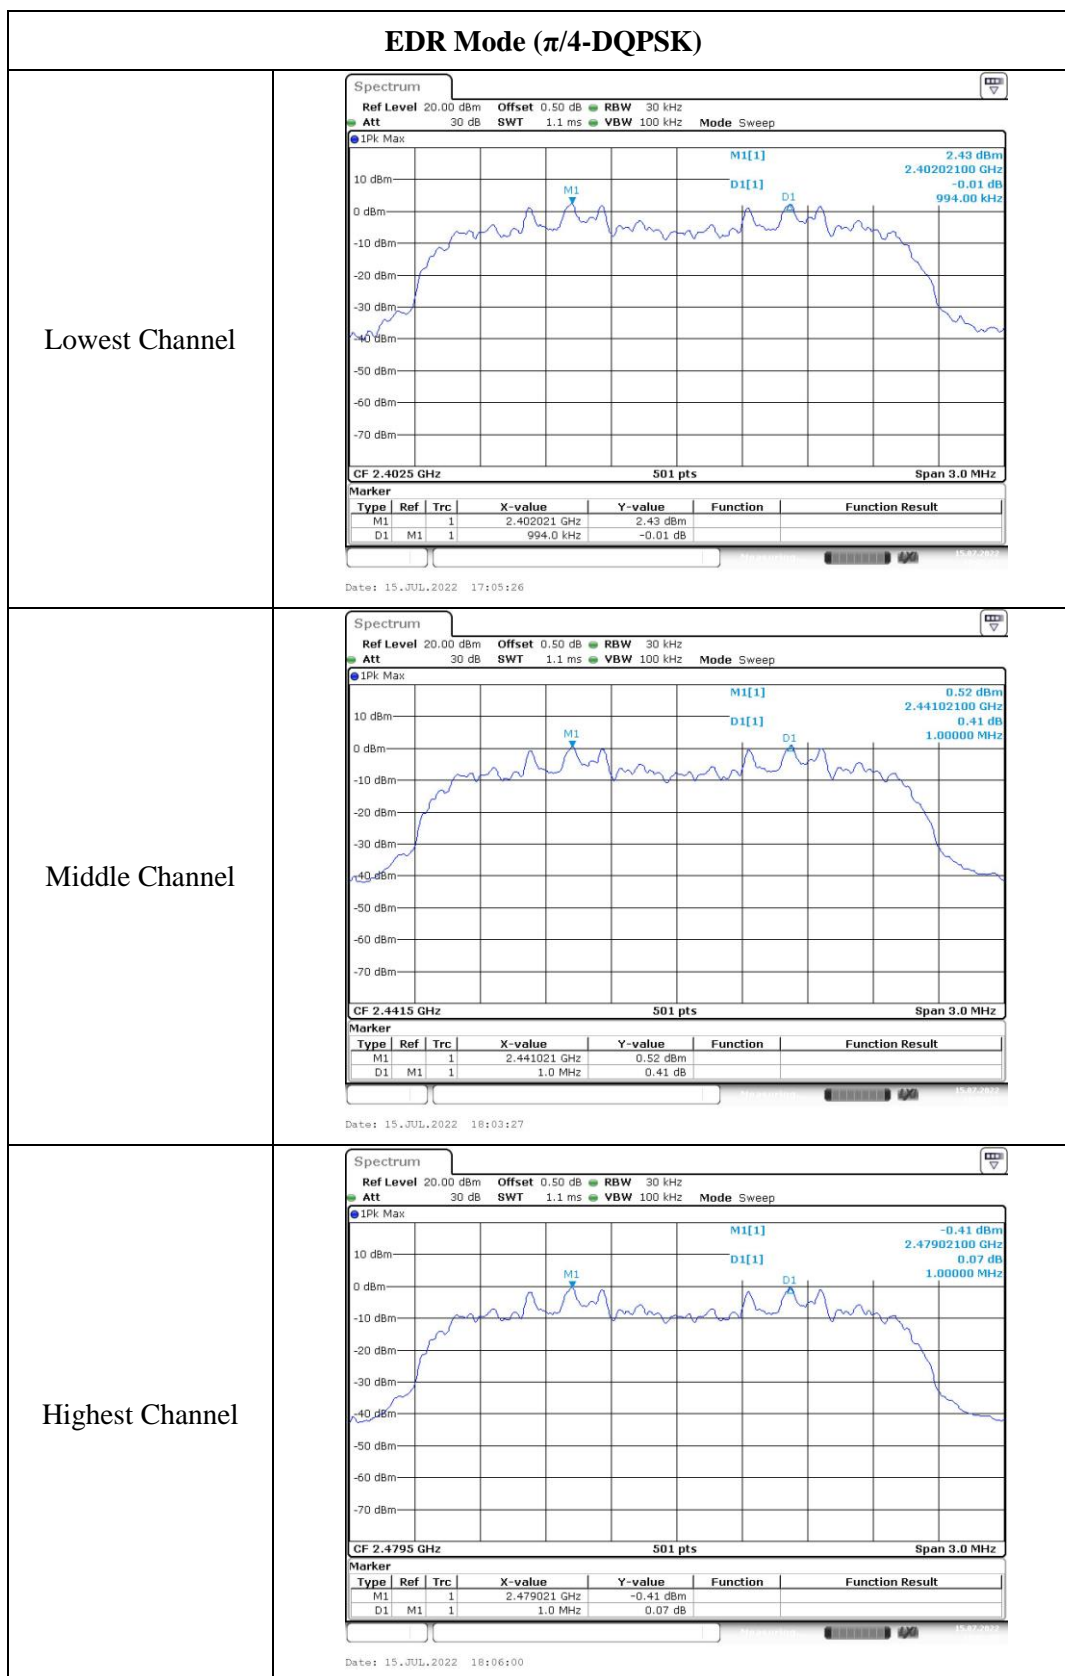 EDR Mode (π/4-DQPSK)
Lowest Channel
Spectrum
Ref Level 20.00 dBm Offset 0.50 dB RBW 30 kHz
Att 30 dB SWT 1.1 ms VBW 100 kHz Mode Sweep
1Pk Max
M1[1] 2.43 dBm
2.40202100 GHz
D1[1] -0.01 dB
994.00 kHz
M1
D1
10 dBm
0 dBm
-10 dBm
-20 dBm
-30 dBm
-40 dBm
-50 dBm
-60 dBm
-70 dBm
CF 2.4025 GHz 501 pts Span 3.0 MHz
Marker
Type Ref Trc X-value Y-value Function Function Result
M1 1 2.402021 GHz 2.43 dBm
D1 M1 1 994.0 kHz -0.01 dB
Measuring... 15.07.2022
Date: 15.JUL.2022 17:05:26
Middle Channel
Spectrum
Ref Level 20.00 dBm Offset 0.50 dB RBW 30 kHz
Att 30 dB SWT 1.1 ms VBW 100 kHz Mode Sweep
1Pk Max
M1[1] 0.52 dBm
2.44102100 GHz
D1[1] 0.41 dB
1.00000 MHz
M1
D1
10 dBm
0 dBm
-10 dBm
-20 dBm
-30 dBm
-40 dBm
-50 dBm
-60 dBm
-70 dBm
CF 2.4415 GHz 501 pts Span 3.0 MHz
Marker
Type Ref Trc X-value Y-value Function Function Result
M1 1 2.441021 GHz 0.52 dBm
D1 M1 1 1.0 MHz 0.41 dB
Measuring... 15.07.2022
Date: 15.JUL.2022 18:03:27
Highest Channel
Spectrum
Ref Level 20.00 dBm Offset 0.50 dB RBW 30 kHz
Att 30 dB SWT 1.1 ms VBW 100 kHz Mode Sweep
1Pk Max
M1[1] -0.41 dBm
2.47902100 GHz
D1[1] 0.07 dB
1.00000 MHz
M1
D1
10 dBm
0 dBm
-10 dBm
-20 dBm
-30 dBm
-40 dBm
-50 dBm
-60 dBm
-70 dBm
CF 2.4795 GHz 501 pts Span 3.0 MHz
Marker
Type Ref Trc X-value Y-value Function Function Result
M1 1 2.479021 GHz -0.41 dBm
D1 M1 1 1.0 MHz 0.07 dB
Measuring... 15.07.2022
Date: 15.JUL.2022 18:06:00